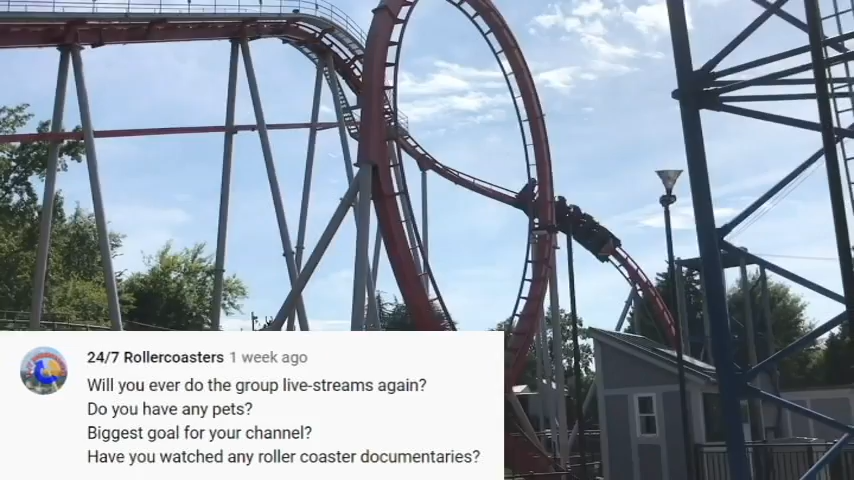 24/7 Rollercoasters 1 week ago
Will you ever do the group live-streams again?
Do you have any pets?
Biggest goal for your channel?
Have you watched any roller coaster documentaries?